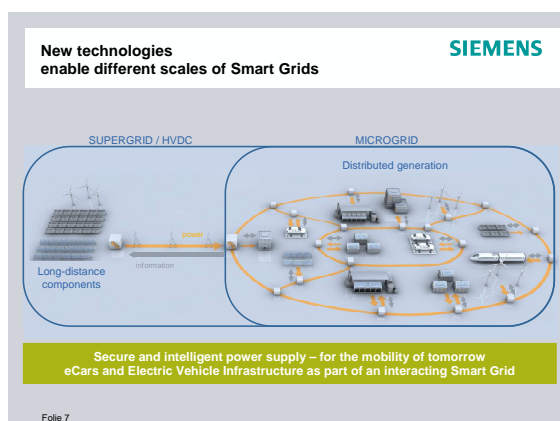 New technologies
enable different scales of Smart Grids
SIEMENS
SUPERGRID / HVDC
MICROGRID
Distributed generation
power
information
Long-distance
components
Secure and intelligent power supply – for the mobility of tomorrow
eCars and Electric Vehicle Infrastructure as part of an interacting Smart Grid
Folie 7